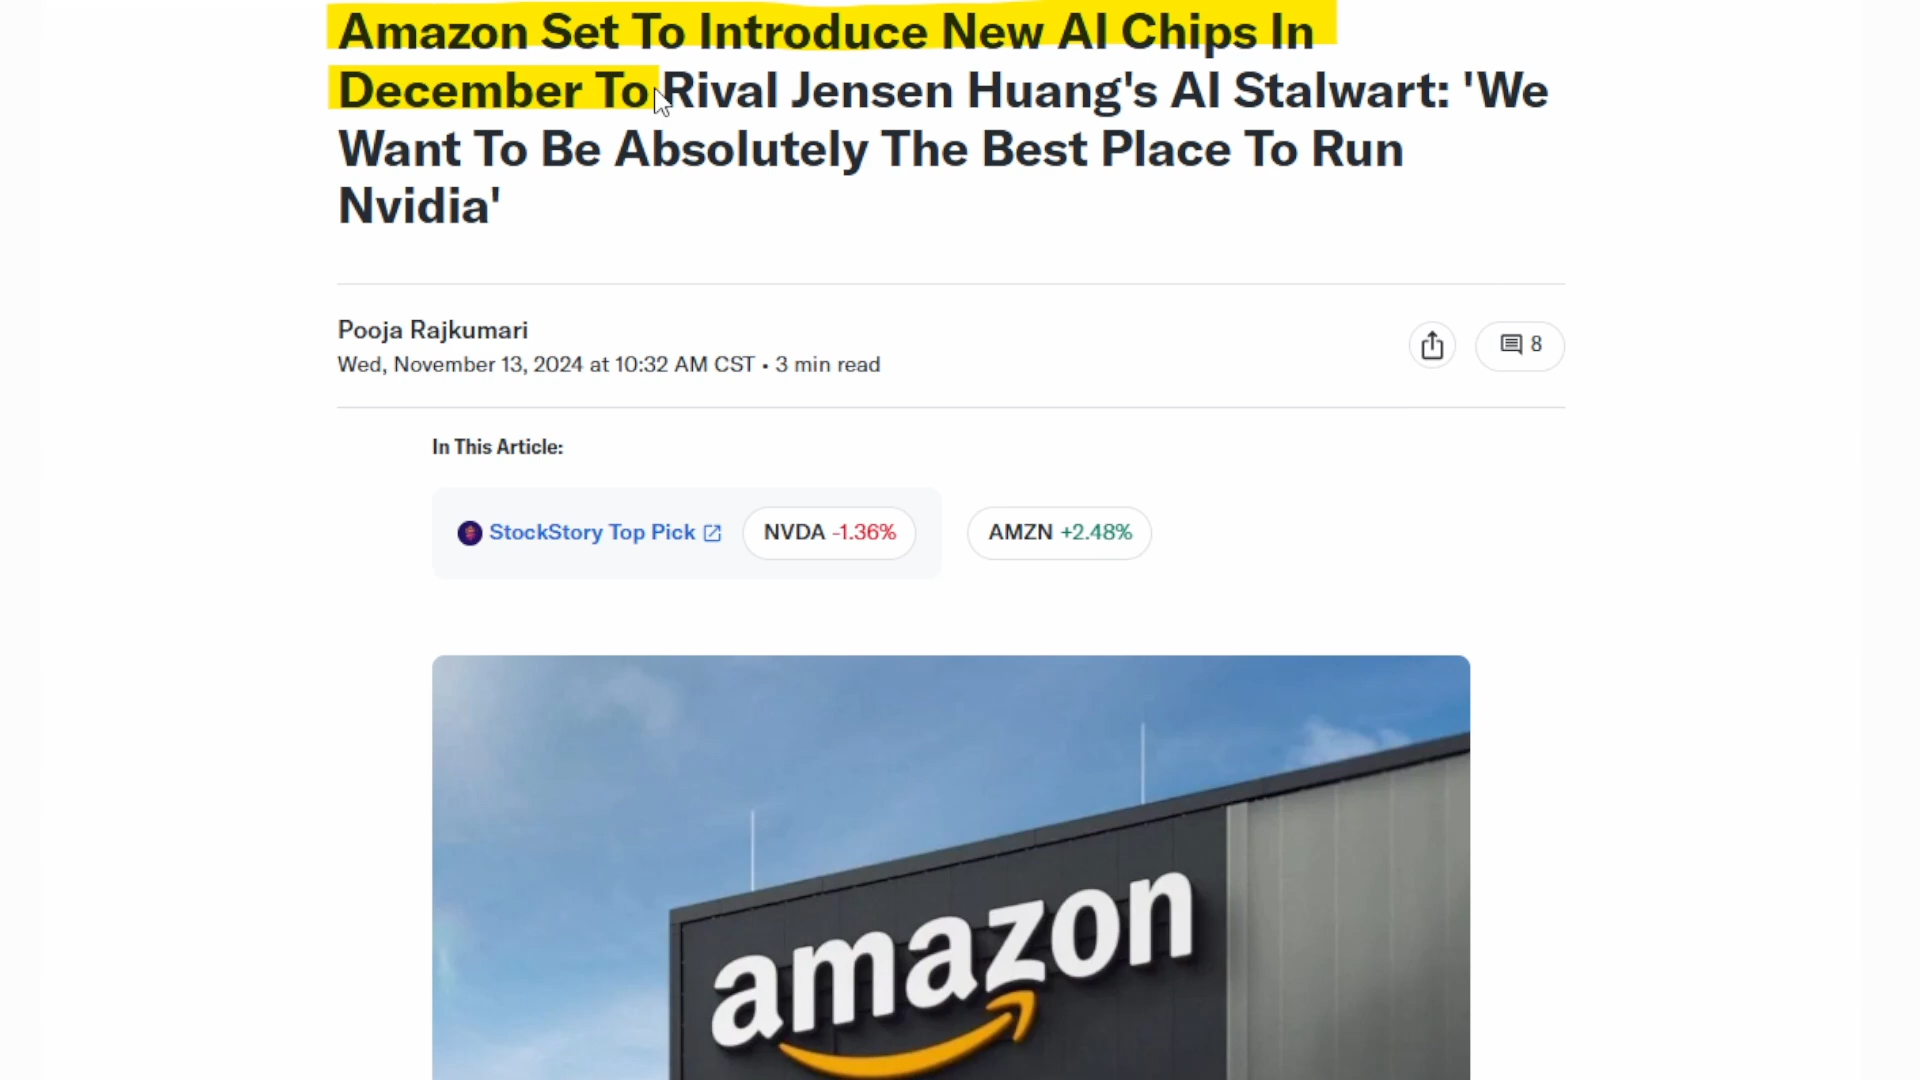 Amazon Set To Introduce New AI Chips In
December To Rival Jensen Huang's AI Stalwart: 'We
Want To Be Absolutely The Best Place To Run
Nvidia'
Pooja Rajkumari
Wed, November 13, 2024 at 10:32 AM CST • 3 min read
8
In This Article:
StockStory Top Pick NVDA -1.36% AMZN +2.48%
amazon